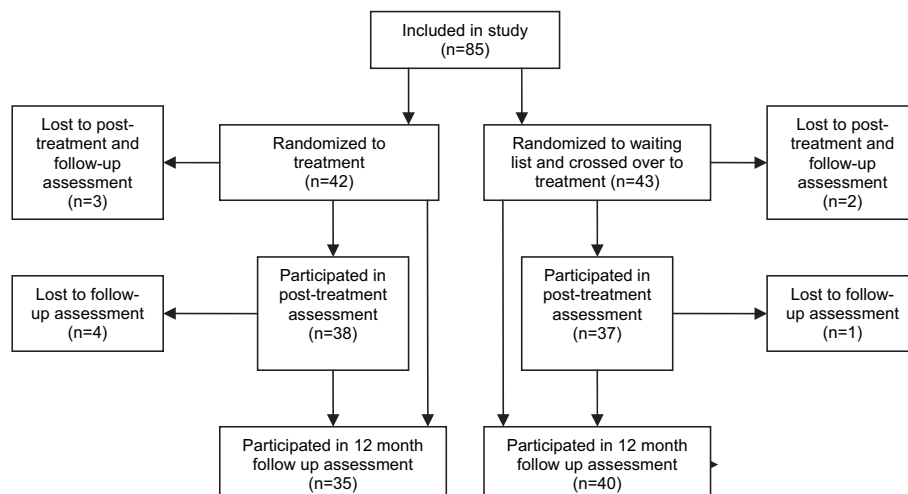 Included in study
(n=85)
Lost to post-
treatment and
follow-up
assessment
(n=3)
Randomized to
treatment
(n=42)
Randomized to waiting
list and crossed over to
treatment (n=43)
Lost to post-
treatment and
follow-up
assessment
(n=2)
Lost to follow-
up assessment
(n=4)
Participated in
post-treatment
assessment
(n=38)
Participated in
post-treatment
assessment
(n=37)
Lost to follow-
up assessment
(n=1)
Participated in 12 month
follow up assessment
(n=35)
Participated in 12 month
follow up assessment
(n=40)